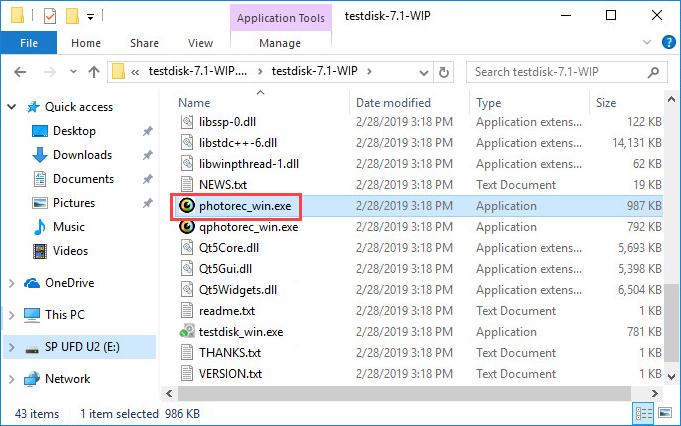 Application Tools
testdisk-7.1-WIP
File
Home
Share
View
Manage
« testdisk-7.1-WIP.... > testdisk-7.1-WIP >
Search testdisk-7.1-WIP
Quick access
Desktop
Downloads
Documents
Pictures
Music
Videos
OneDrive
This PC
SP UFD U2 (E:)
Network
Name Date modified Type Size
libssp-0.dll 2/28/2019 3:18 PM Application extens... 122 KB
libstdc++-6.dll 2/28/2019 3:18 PM Application extens... 14,131 KB
libwinpthread-1.dll 2/28/2019 3:18 PM Application extens... 62 KB
NEWS.txt 2/28/2019 3:18 PM Text Document 19 KB
photorec_win.exe 2/28/2019 3:18 PM Application 987 KB
qphotorec_win.exe 2/28/2019 3:18 PM Application 792 KB
Qt5Core.dll 2/28/2019 3:18 PM Application extens... 5,693 KB
Qt5Gui.dll 2/28/2019 3:18 PM Application extens... 5,398 KB
Qt5Widgets.dll 2/28/2019 3:18 PM Application extens... 6,504 KB
readme.txt 2/28/2019 3:18 PM Text Document 1 KB
testdisk_win.exe 2/28/2019 3:18 PM Application 781 KB
THANKS.txt 2/28/2019 3:18 PM Text Document 1 KB
VERSION.txt 2/28/2019 3:18 PM Text Document 1 KB
43 items 1 item selected 986 KB